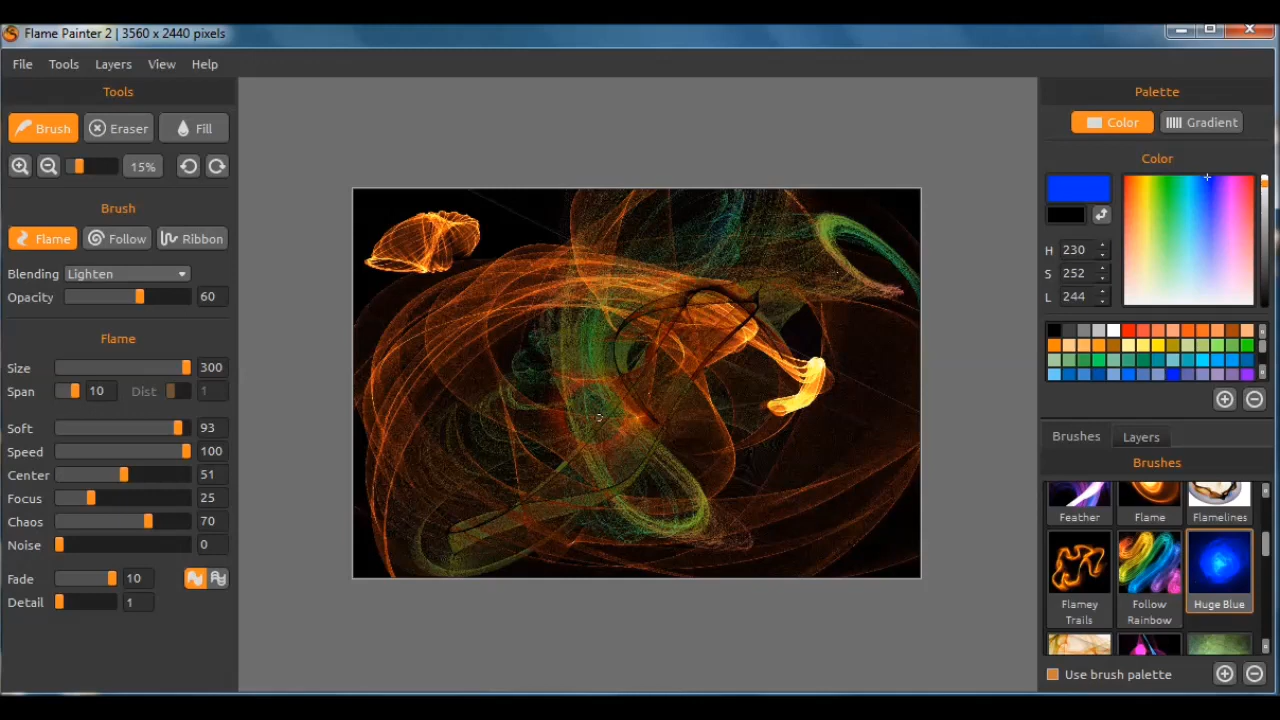 Flame Painter 2 | 3560 x 2440 pixels
File Tools Layers View Help
Tools
Brush Eraser Fill
15%
Brush
Flame Follow Ribbon
Blending Lighten
Opacity 60
Flame
Size 300
Span 10 Dist 1
Soft 93
Speed 100
Center 51
Focus 25
Chaos 70
Noise 0
Fade 10
Detail 1
Palette
Color Gradient
Color
H 230
S 252
L 244
Brushes Layers
Brushes
Feather Flame Flamelines
Flamey Trails
Follow Rainbow
Huge Blue
Use brush palette